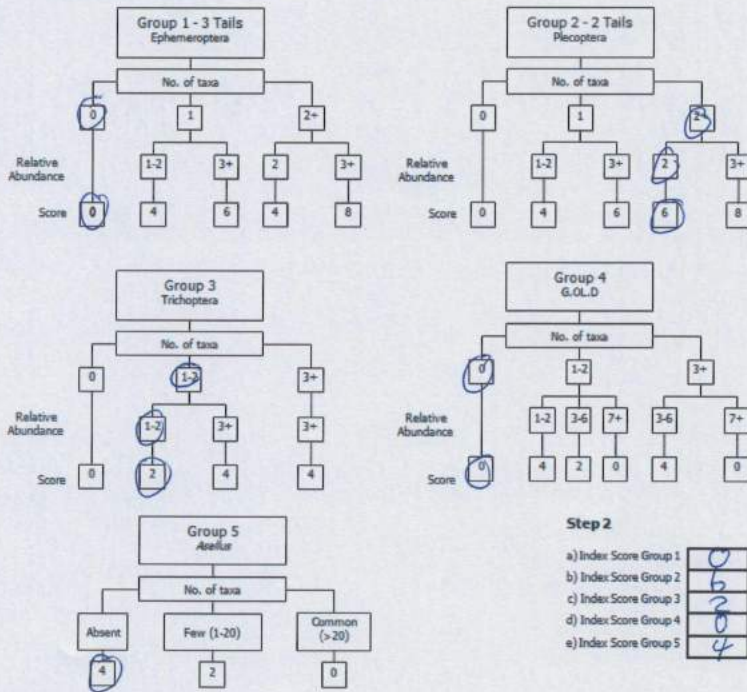 Group 1 - 3 Tails
Ephemeroptera
No. of taxa
0 1 2+
Relative
Abundance
1-2 3+ 2 3+
Score
0 4 6 4 8
Group 2 - 2 Tails
Plecoptera
No. of taxa
0 1 2+
Relative
Abundance
1-2 3+ 2 3+
Score
0 4 6 6 8
Group 3
Trichoptera
No. of taxa
0 1-2 3+
Relative
Abundance
1-2 3+ 3+
Score
0 2 4 4
Group 4
G.OL.D
No. of taxa
0 1-2 3+
Relative
Abundance
1-2 3-6 7+ 3-6 7+
Score
0 4 2 0 4 0
Group 5
Asellus
No. of taxa
Absent Few (1-20) Common
(>20)
4 2 0
Step 2
a) Index Score Group 1 0
b) Index Score Group 2 6
c) Index Score Group 3 2
d) Index Score Group 4 0
e) Index Score Group 5 4